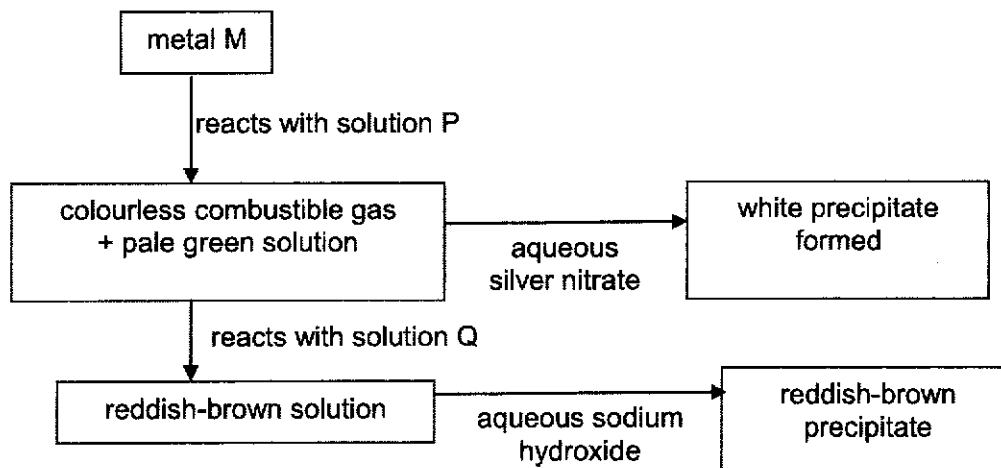 metal M
reacts with solution P
colourless combustible gas
+ pale green solution
aqueous
silver nitrate
white precipitate
formed
reacts with solution Q
reddish-brown solution
aqueous sodium
hydroxide
reddish-brown
precipitate